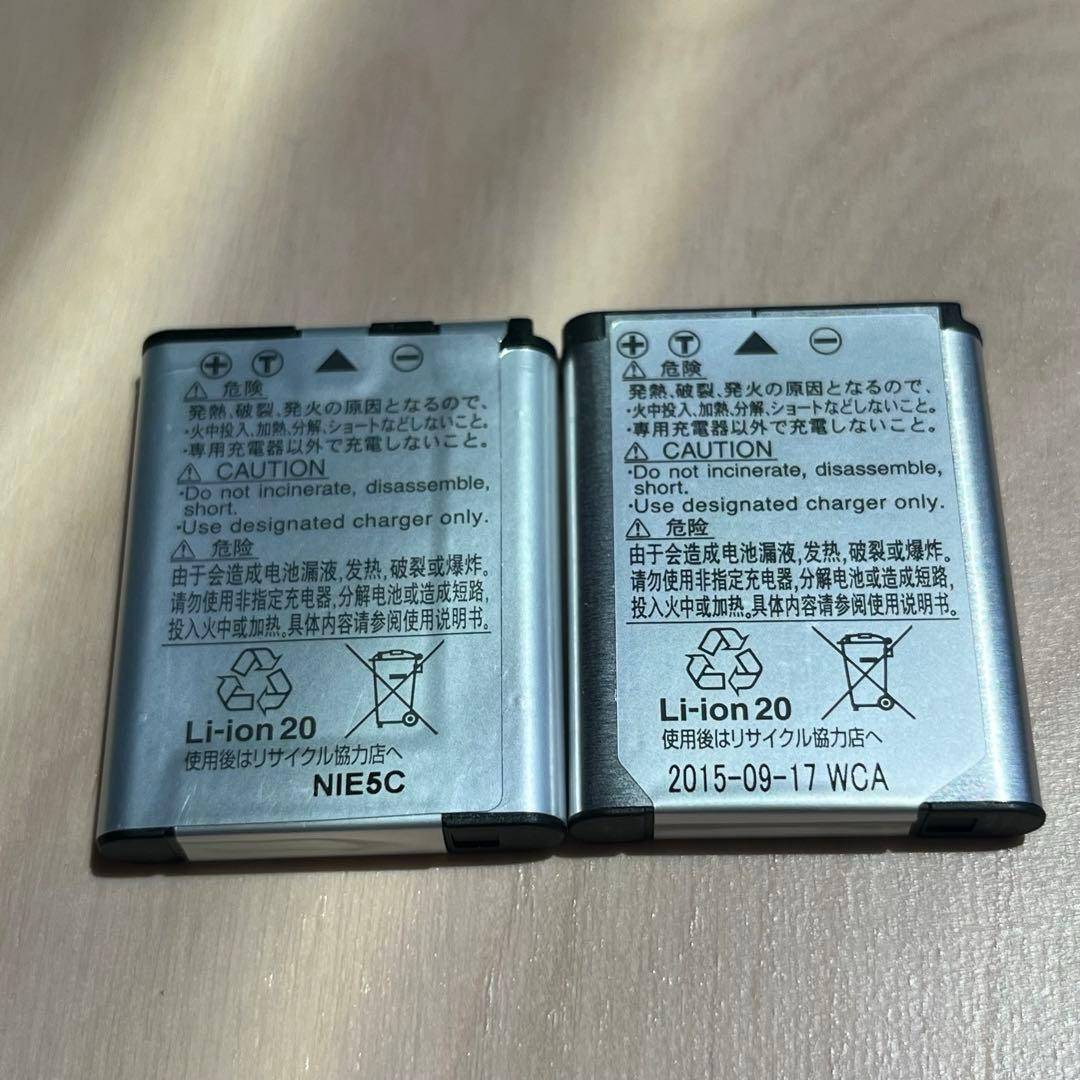 + T −
危険
発熱、破裂、発火の原因となるので、
・火中投入、加熱、分解、ショートなどしないこと。
・専用充電器以外で充電しないこと。
CAUTION
・Do not incinerate, disassemble,
short.
・Use designated charger only.
危险
由于会造成电池漏液,发热,破裂或爆炸。
请勿使用非指定充电器,分解电池或造成短路,
投入火中或加热。具体内容请参阅使用说明书。
Li-ion 20
使用後はリサイクル協力店へ
NIE5C
+ T −
危険
発熱、破裂、発火の原因となるので、
・火中投入、加熱、分解、ショートなどしないこと。
・専用充電器以外で充電しないこと。
CAUTION
・Do not incinerate, disassemble,
short.
・Use designated charger only.
危险
由于会造成电池漏液,发热,破裂或爆炸。
请勿使用非指定充电器,分解电池或造成短路,
投入火中或加热。具体内容请参阅使用说明书。
Li-ion 20
使用後はリサイクル協力店へ
2015-09-17 WCA